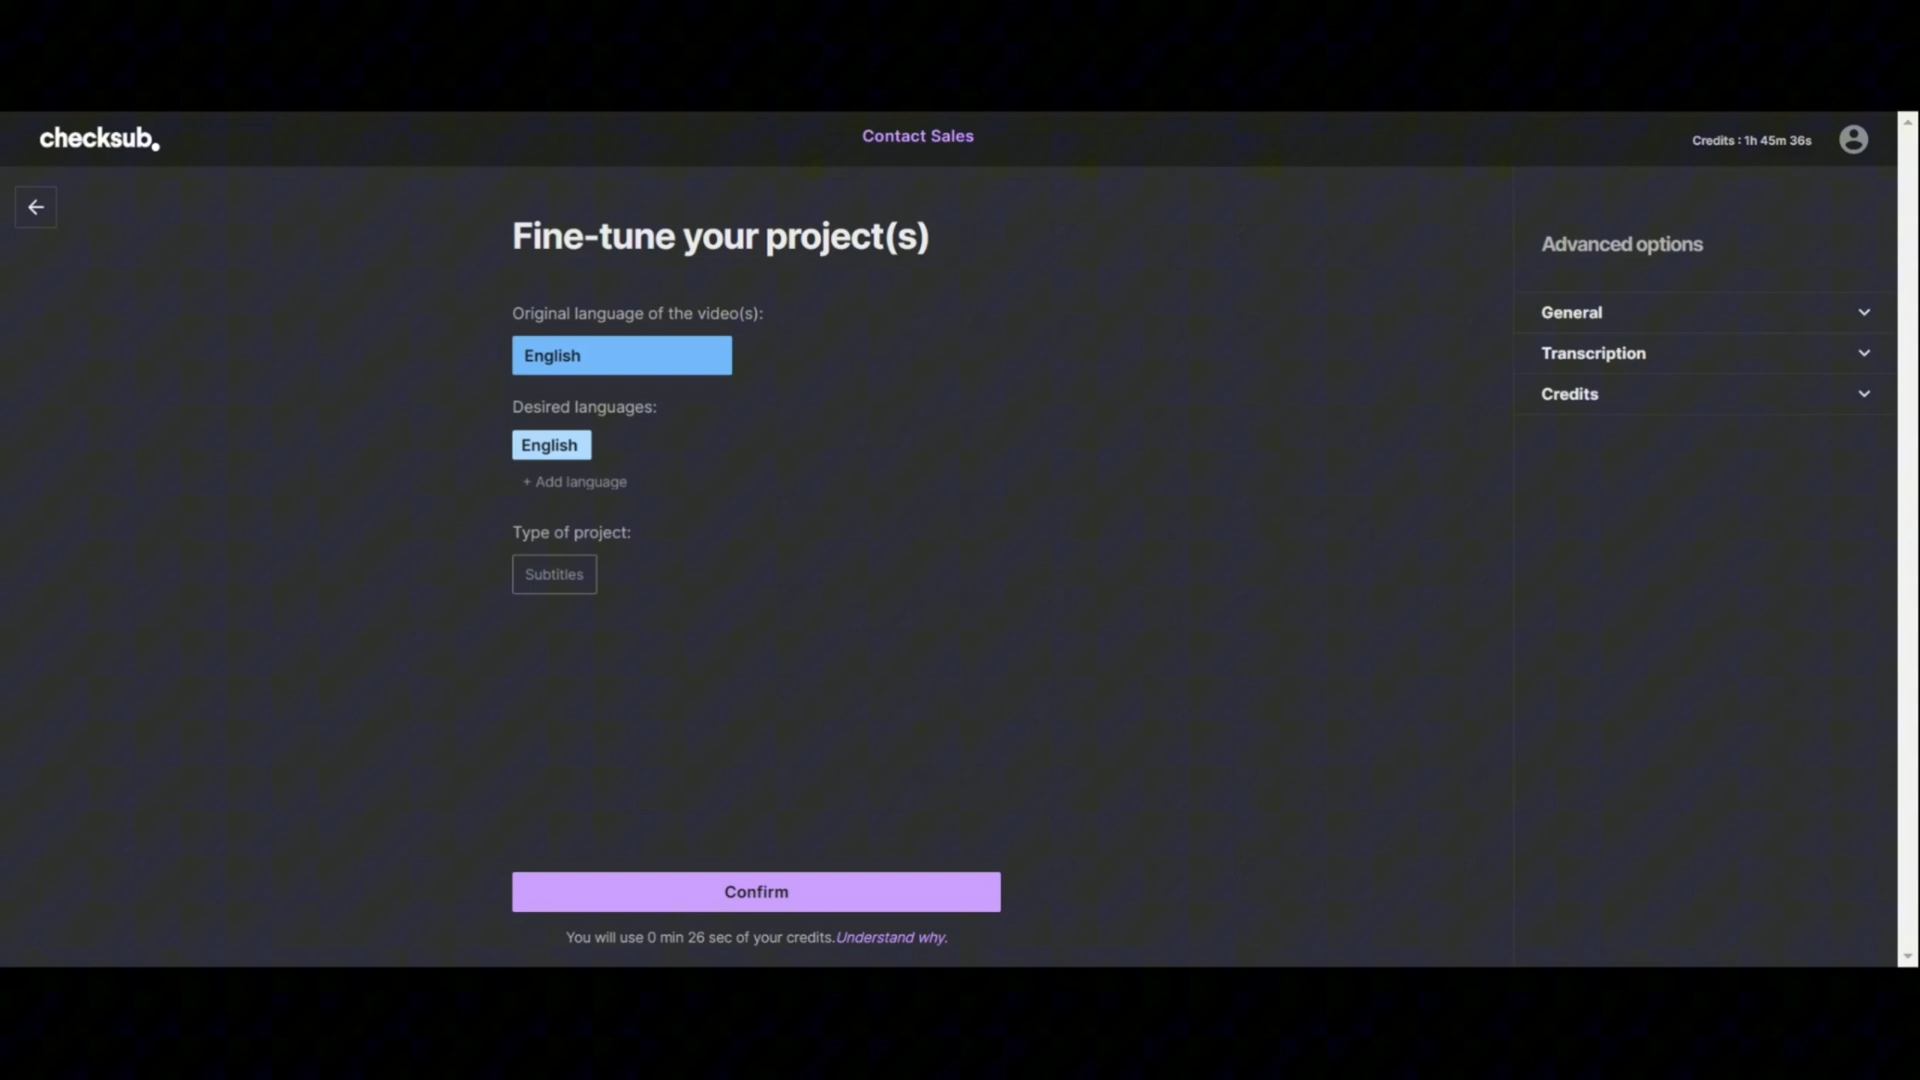 checksub.
Contact Sales
Credits : 1h 45m 36s
Fine-tune your project(s)
Original language of the video(s):
English
Desired languages:
English
+ Add language
Type of project:
Subtitles
Confirm
You will use 0 min 26 sec of your credits.Understand why.
Advanced options
General
Transcription
Credits